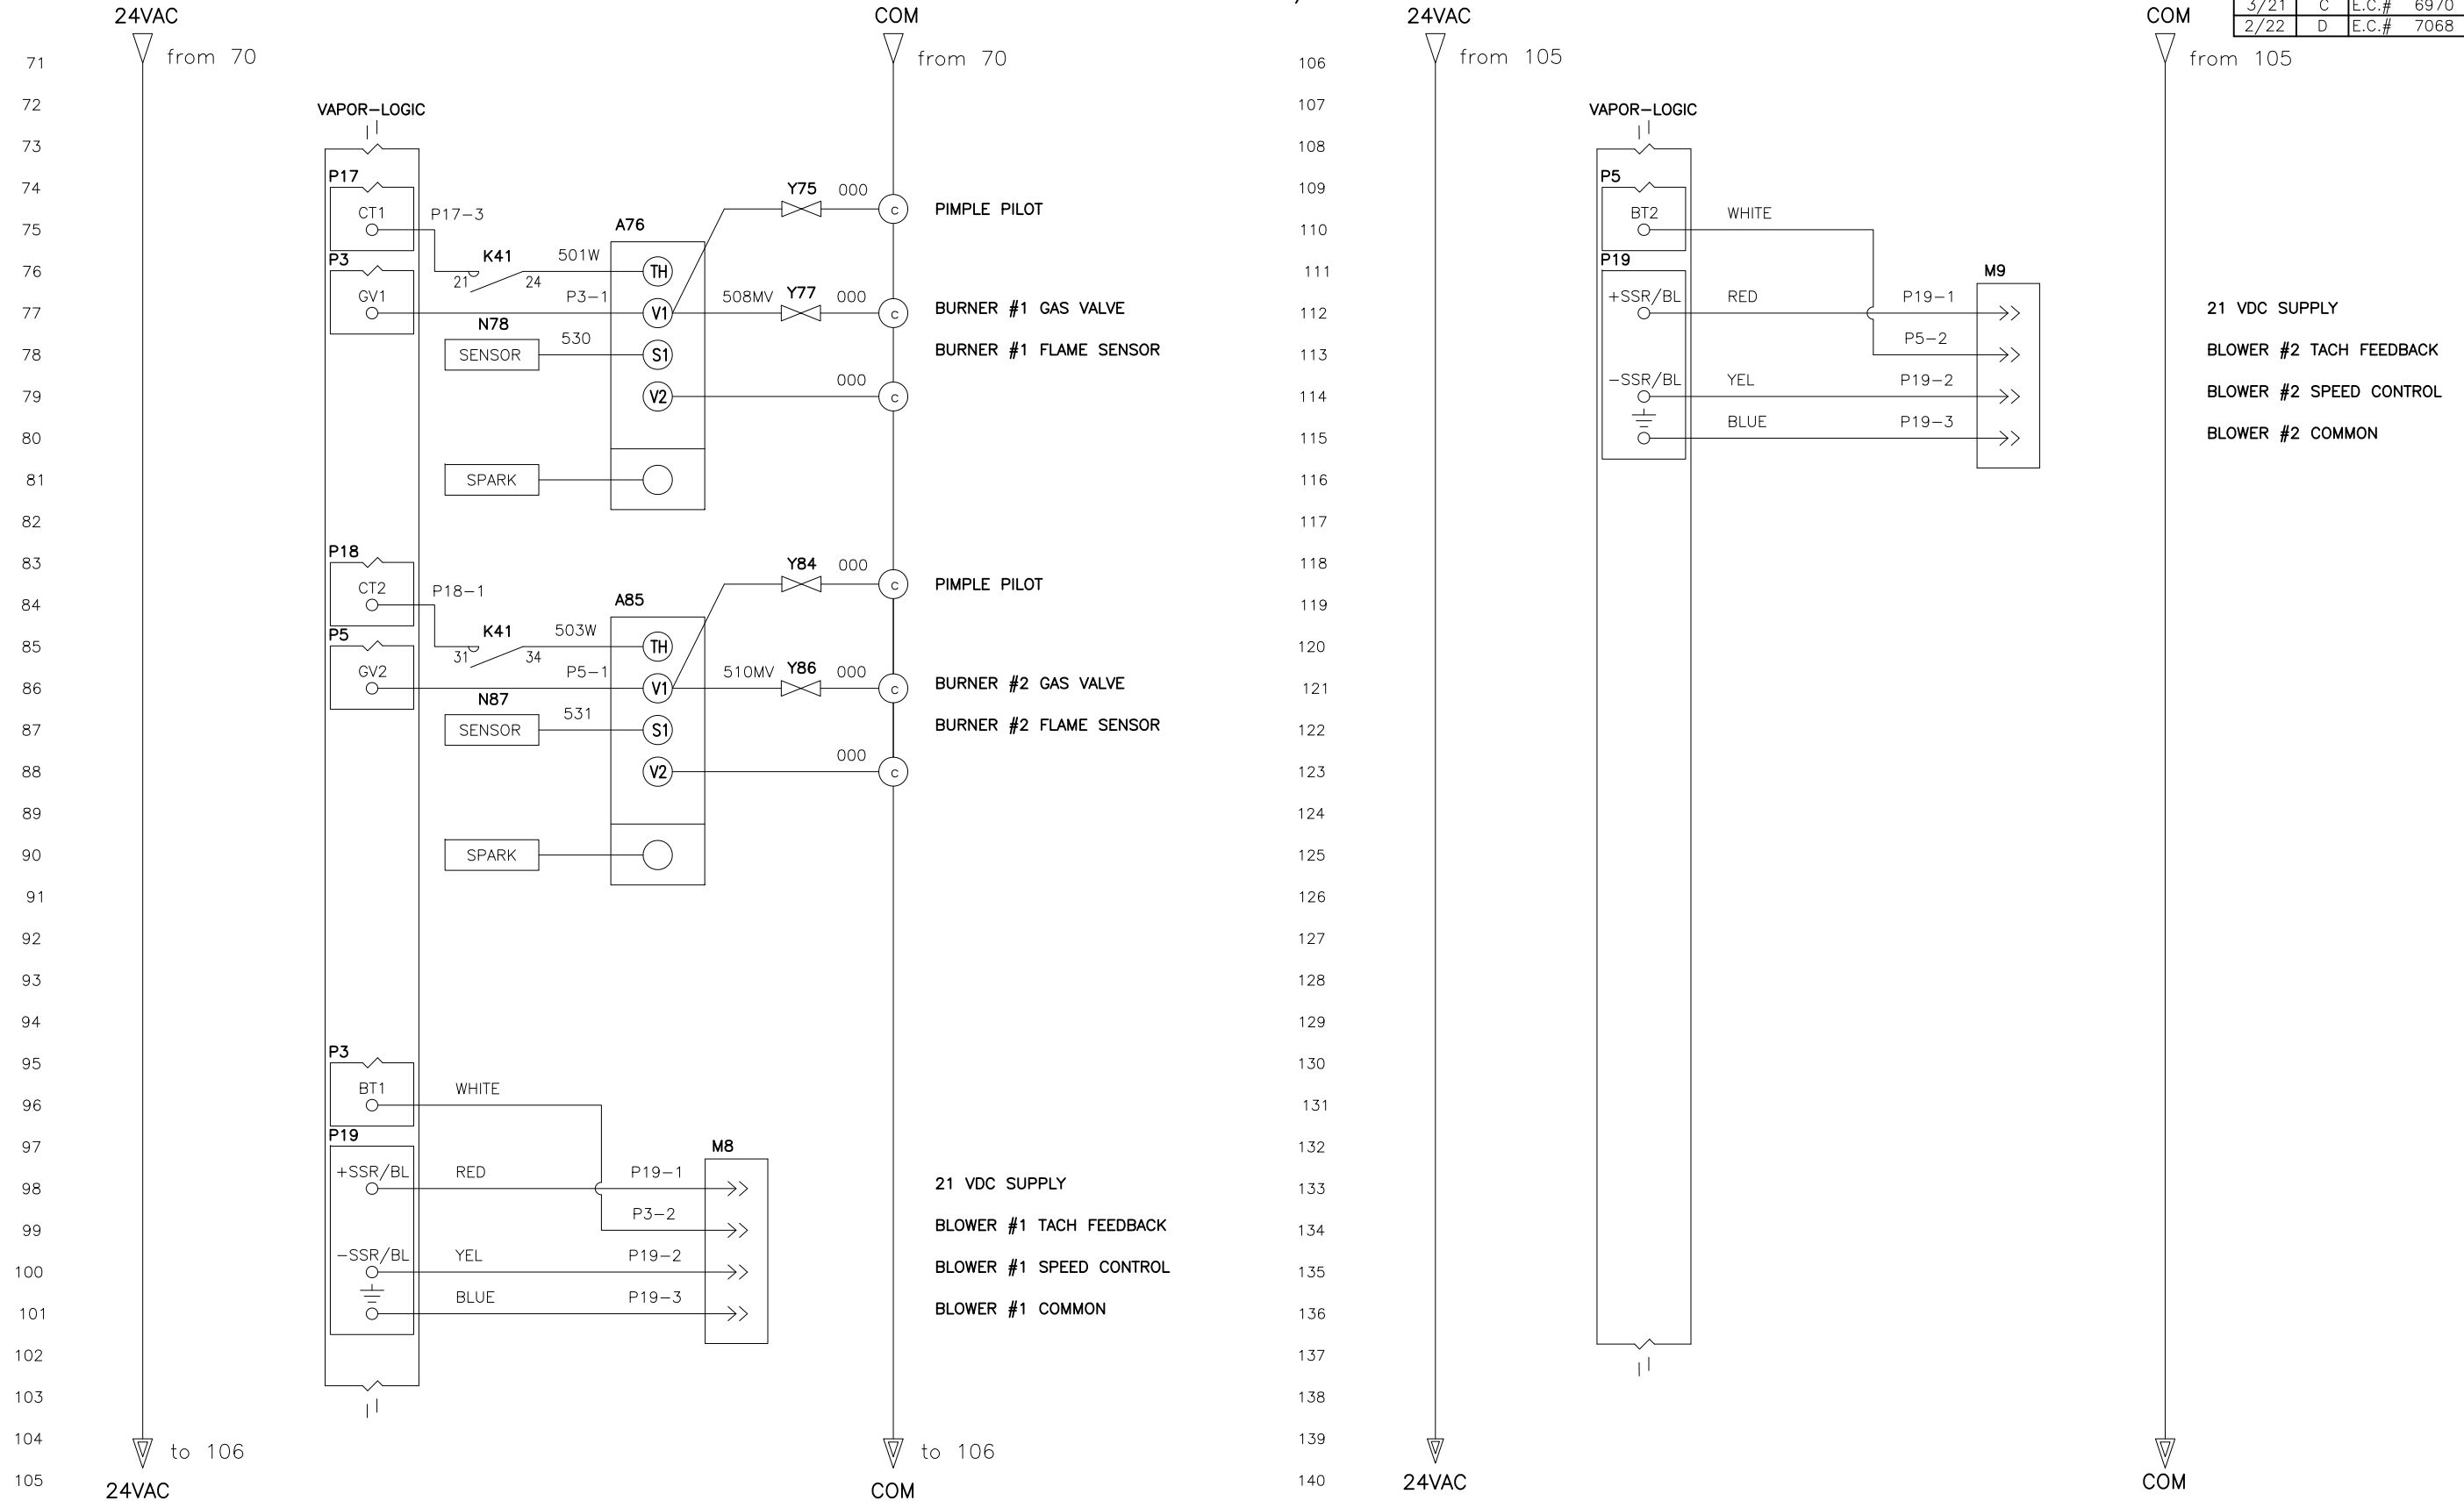 24VAC
COM
from 70
from 70
71
72
VAPOR-LOGIC
73
P17
74
CT1
P17-3
Y75
000
C
PIMPLE PILOT
75
A76
P3
K41
501W
TH
76
21
24
GV1
P3-1
V1
508MV
Y77
000
C
BURNER #1 GAS VALVE
77
N78
SENSOR
530
S1
BURNER #1 FLAME SENSOR
78
V2
000
C
79
80
SPARK
81
82
P18
83
CT2
P18-1
Y84
000
C
PIMPLE PILOT
84
A85
P5
K41
503W
TH
85
31
34
GV2
P5-1
V1
510MV
Y86
000
C
BURNER #2 GAS VALVE
86
N87
SENSOR
531
S1
BURNER #2 FLAME SENSOR
87
V2
000
C
88
89
SPARK
90
91
92
93
94
P3
95
BT1
WHITE
96
P19
97
M8
+SSR/BL
RED
P19-1
21 VDC SUPPLY
98
P3-2
BLOWER #1 TACH FEEDBACK
99
-SSR/BL
YEL
P19-2
BLOWER #1 SPEED CONTROL
100
BLUE
P19-3
BLOWER #1 COMMON
101
102
103
104
to 106
to 106
105
24VAC
COM
24VAC
COM
3/21 C E.C.# 6970
2/22 D E.C.# 7068
from 105
from 105
106
107
VAPOR-LOGIC
108
P5
109
BT2
WHITE
110
P19
111
M9
+SSR/BL
RED
P19-1
21 VDC SUPPLY
112
P5-2
BLOWER #2 TACH FEEDBACK
113
-SSR/BL
YEL
P19-2
BLOWER #2 SPEED CONTROL
114
BLUE
P19-3
BLOWER #2 COMMON
115
116
117
118
119
120
121
122
123
124
125
126
127
128
129
130
131
132
133
134
135
136
137
138
139
140
24VAC
COM